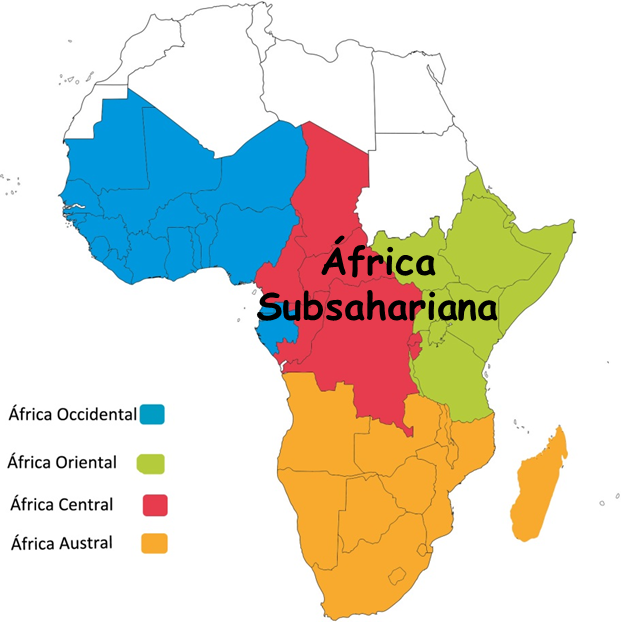 África
Subsahariana
África Occidental
África Oriental
África Central
África Austral